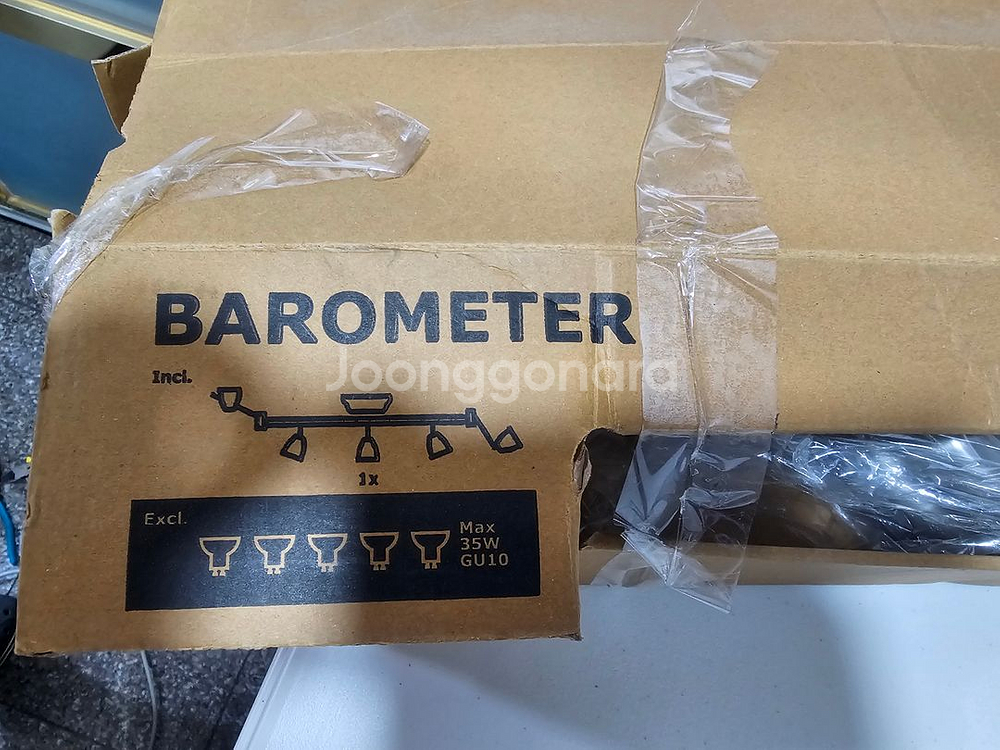 BAROMETER
Joonggonara
Incl.
1x
Excl.
Max
35W
GU10